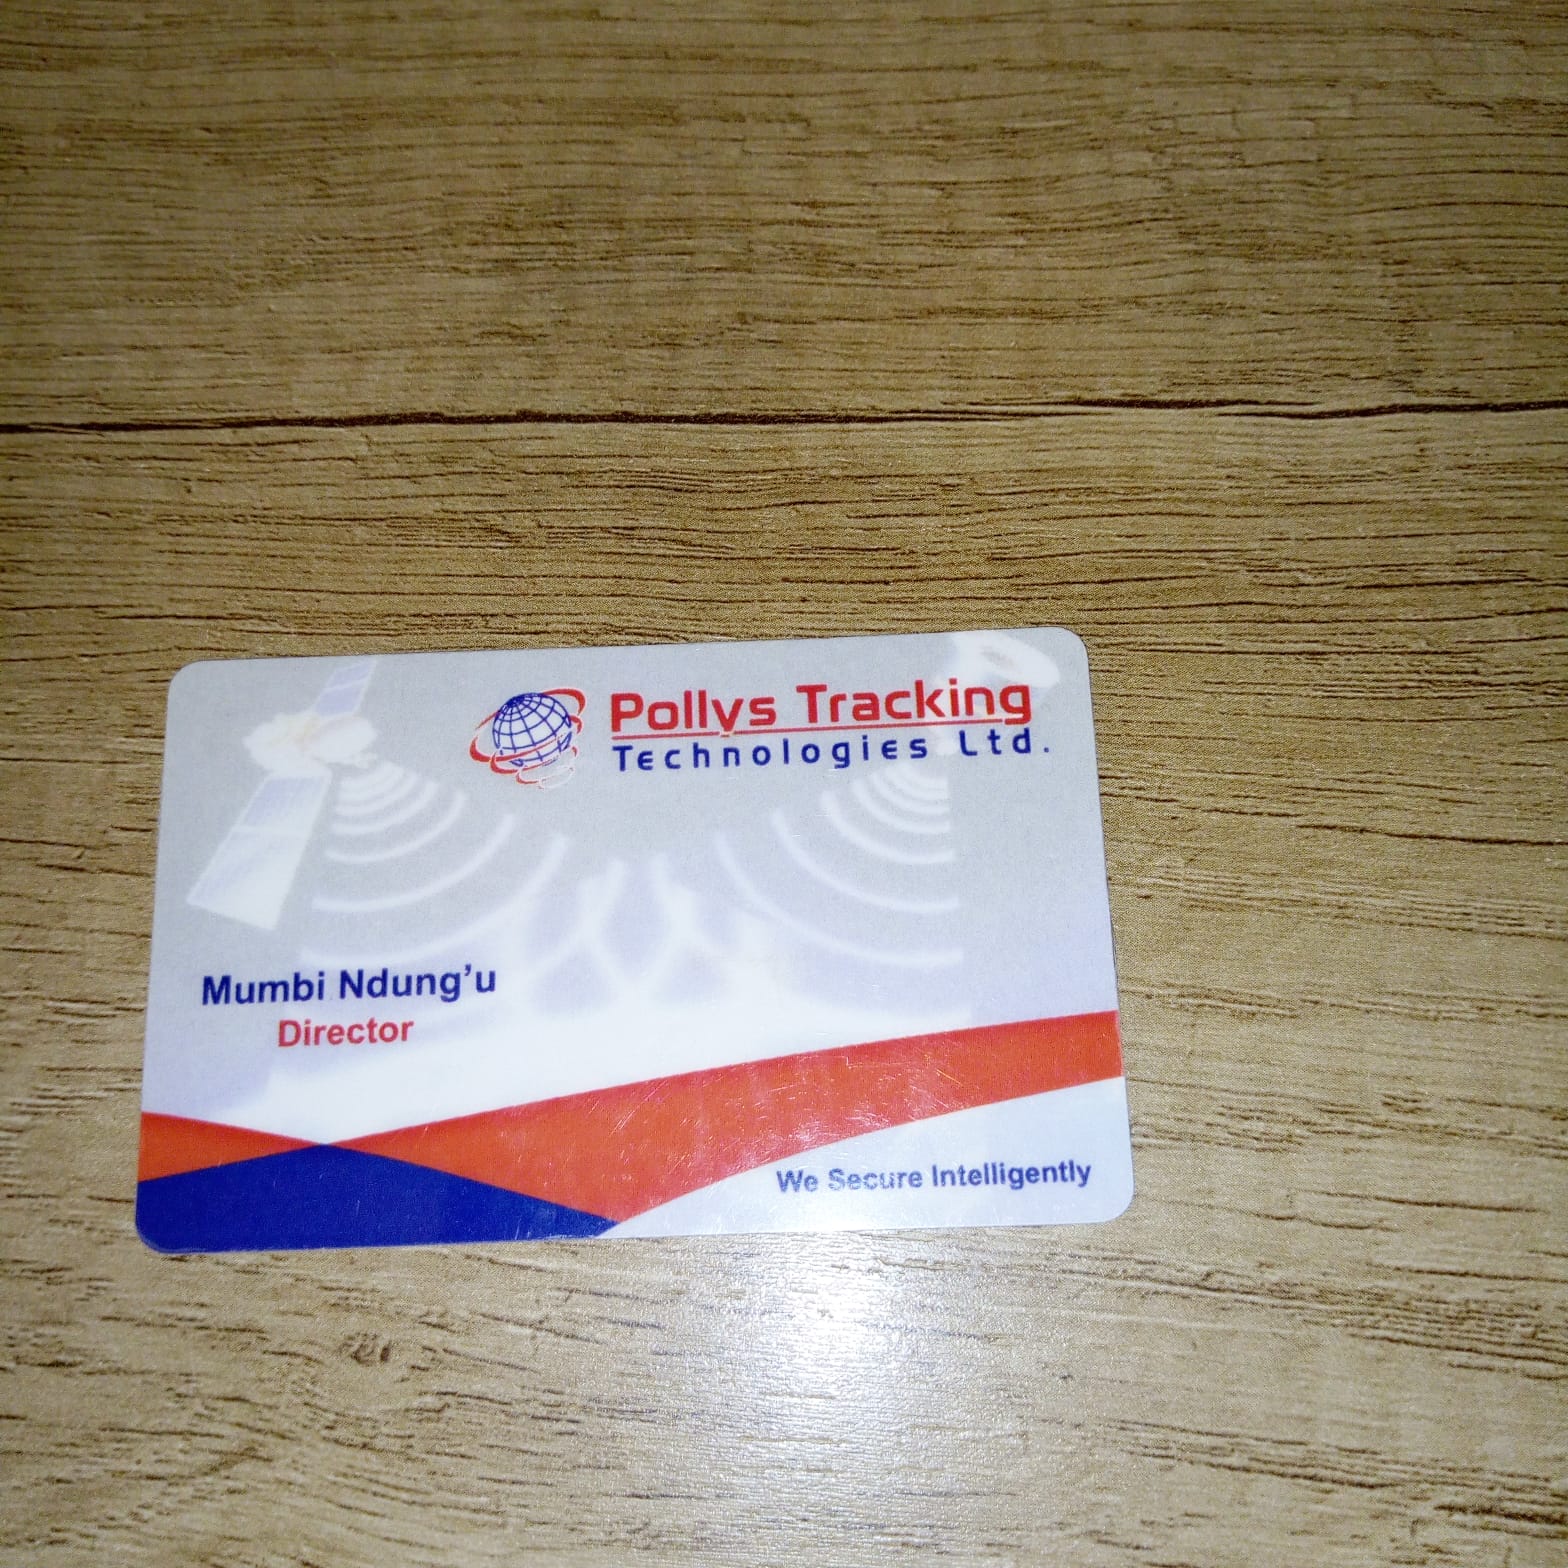 Pollys Tracking
Technologies Ltd.
Mumbi Ndung'u
Director
We Secure Intelligently